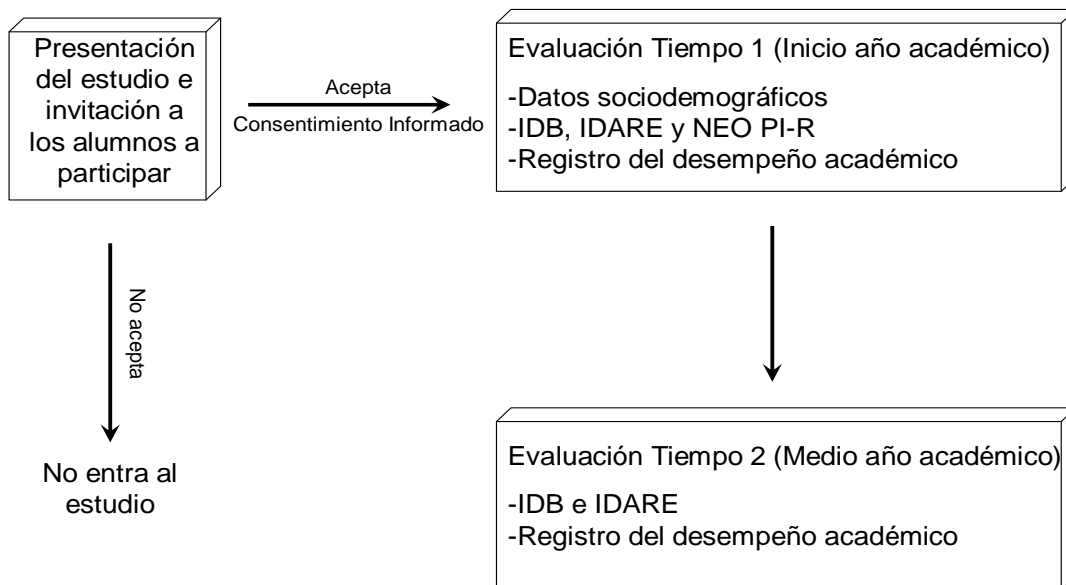 Presentación
del estudio e
invitación a
los alumnos a
participar
Acepta
Consentimiento Informado
Evaluación Tiempo 1 (Inicio año académico)
-Datos sociodemográficos
-IDB, IDARE y NEO PI-R
-Registro del desempeño académico
No acepta
No entra al
estudio
Evaluación Tiempo 2 (Medio año académico)
-IDB e IDARE
-Registro del desempeño académico